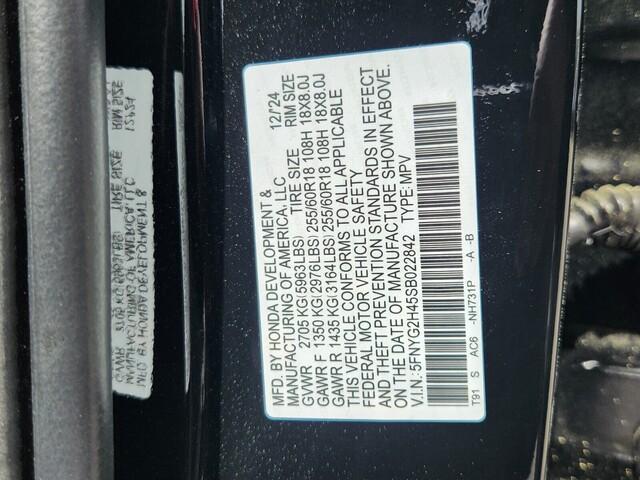 MFD. BY HONDA DEVELOPMENT &
MANUFACTURING OF AMERICA, LLC 12/24
GVWR 2705 KG(5963LBS) TIRE SIZE RIM SIZE
GAWR F 1350 KG(2976LBS) 255/60R18 108H 18X8.0J
GAWR R 1435 KG(3164LBS) 255/60R18 108H 18X8.0J
THIS VEHICLE CONFORMS TO ALL APPLICABLE
FEDERAL MOTOR VEHICLE SAFETY
AND THEFT PREVENTION STANDARDS IN EFFECT
ON THE DATE OF MANUFACTURE SHOWN ABOVE.
V.I.N.:5FNYG2H45SB022842 TYPE:MPV
T91 S AC6 -NH731P -A -B